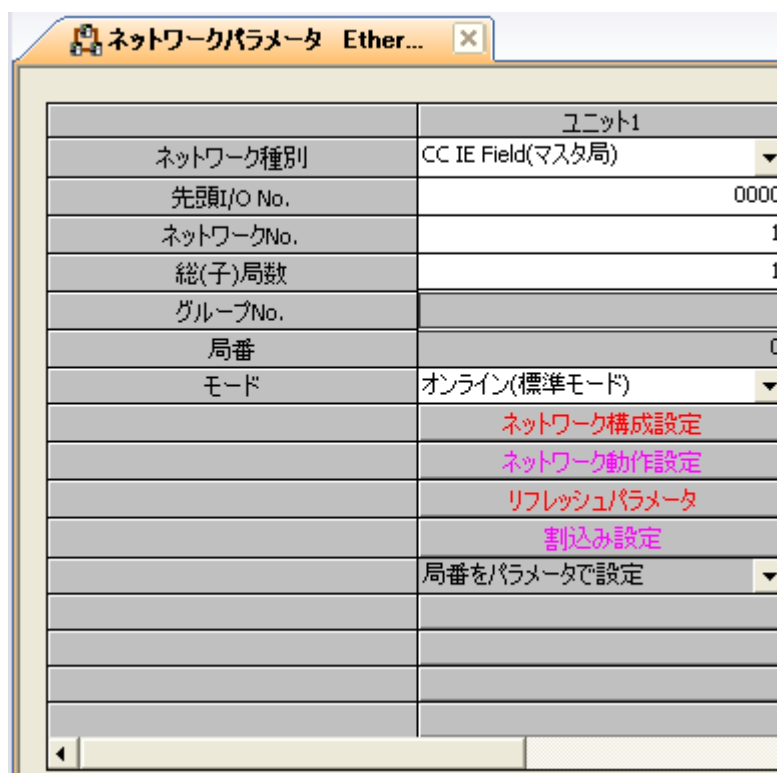 ネットワークパラメータ Ether...
ユニット1
ネットワーク種別 CC IE Field(マスタ局)
先頭I/O No. 0000
ネットワークNo. 1
総(子)局数 1
グループNo.
局番 0
モード オンライン(標準モード)
ネットワーク構成設定
ネットワーク動作設定
リフレッシュパラメータ
割込み設定
局番をパラメータで設定